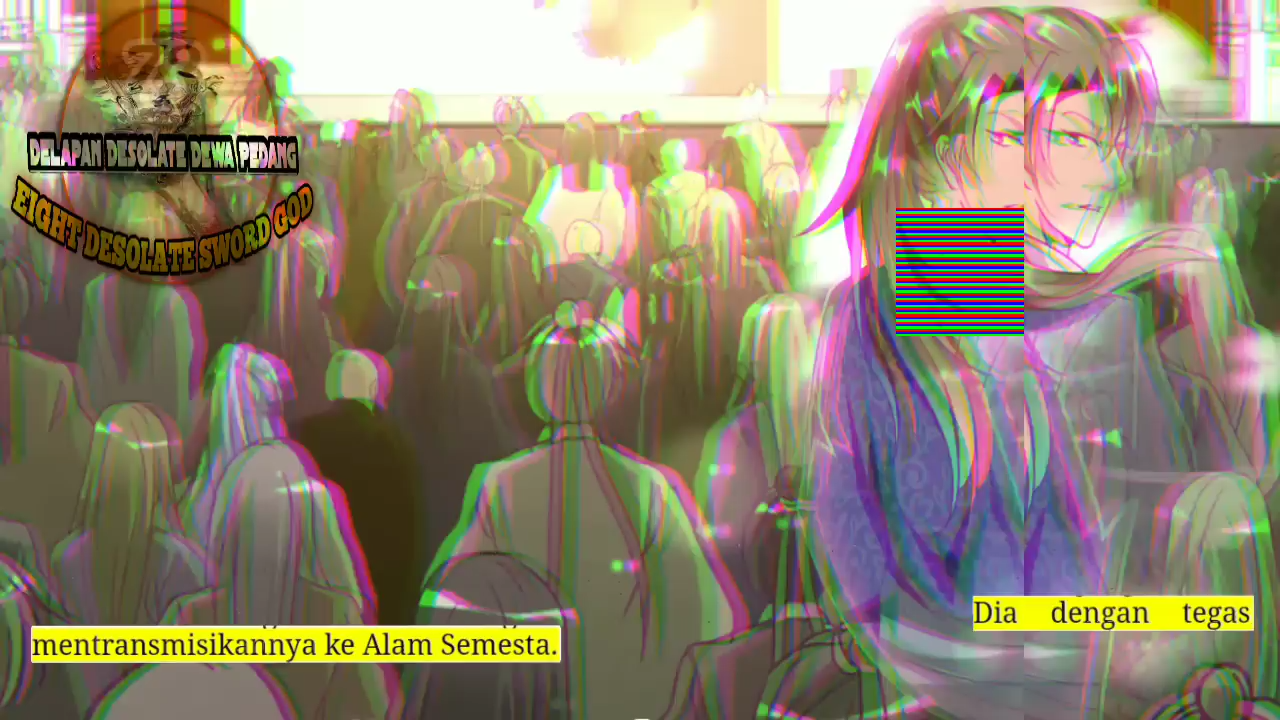 DELAPAN DESOLATE DEWA PEDANG
EIGHT DESOLATE SWORD GOD
Dia dengan tegas
mentransmisikannya ke Alam Semesta.